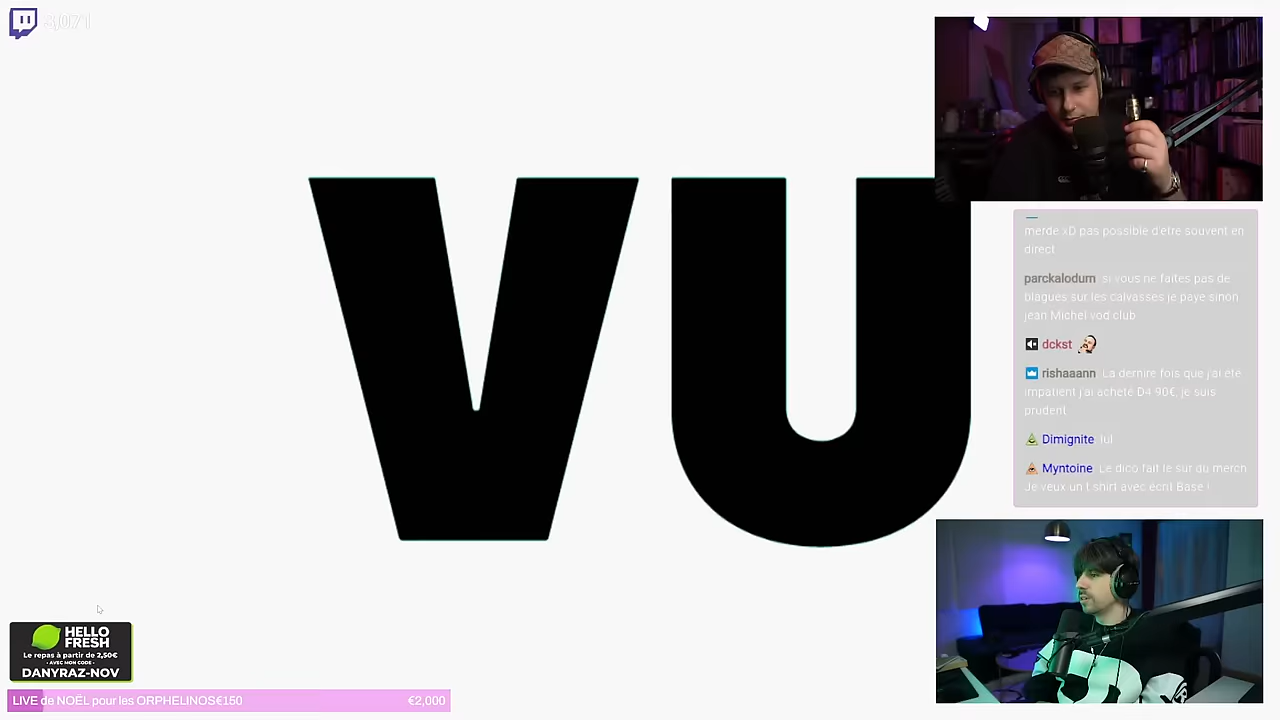 VU
merde xD pas possible d'etre souvent en
direct
parckalodum si vous ne faites pas de
blagues sur les calvasses je paye sinon
jean Michel vod club
dckst
rishaaann La dernire fois que j'ai été
impatient j'ai acheté D4 90€, je suis
prudent
Dimignite lul
Myntoine Le dico fait le sur du merch
Je veux un t shirt avec écrit Base !
HELLO
FRESH
Le repas à partir de 2,50€
- AVEC MON CODE -
DANYRAZ-NOV
LIVE de NOËL pour les ORPHELINOS€150 €2,000